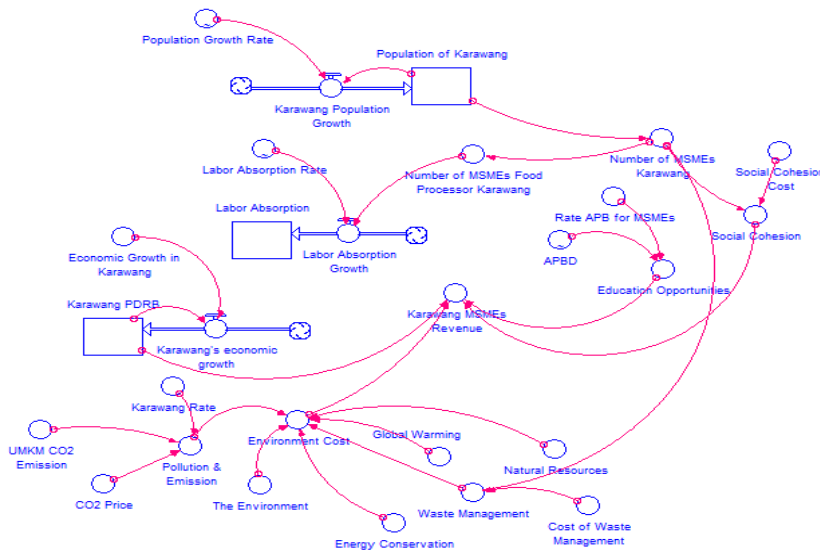 Population Growth Rate
Population of Karawang
Karawang Population
Growth
Labor Absorption Rate
Number of MSMEs Food
Processor Karawang
Number of MSMEs
Karawang
Social Cohesion
Cost
Labor Absorption
Rate APB for MSMEs
Labor Absorption
Growth
APBD
Social Cohesion
Economic Growth in
Karawang
Education Opportunities
Karawang PDRB
Karawang MSMEs
Revenue
Karawang's economic
growth
Karawang Rate
UMKM CO2
Emission
Pollution &
Emission
Environment Cost
Global Warming
Natural Resources
CO2 Price
The Environment
Waste Management
Cost of Waste
Management
Energy Conservation